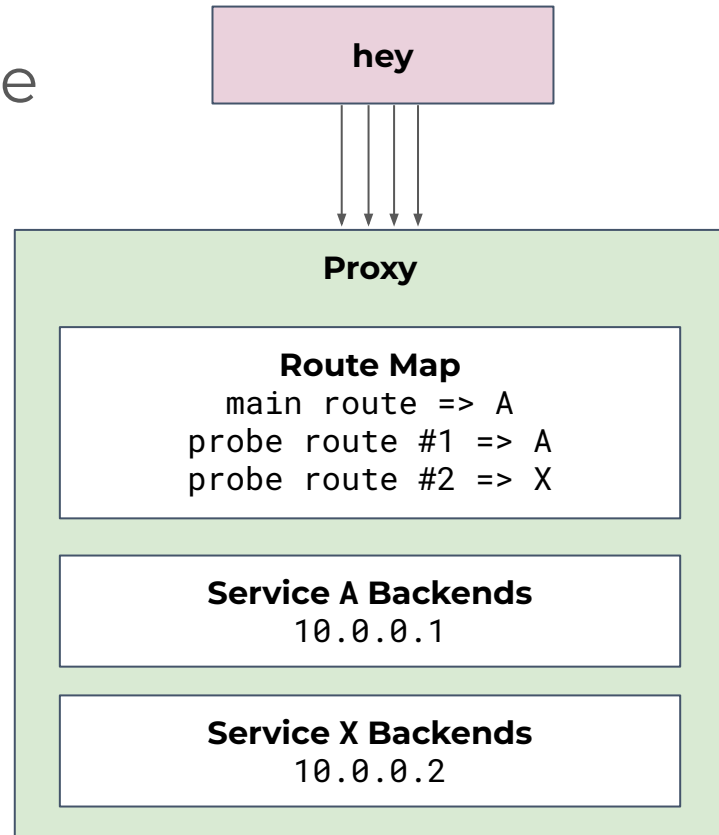 e
hey
Proxy
Route Map
main route => A
probe route #1 => A
probe route #2 => X
Service A Backends
10.0.0.1
Service X Backends
10.0.0.2